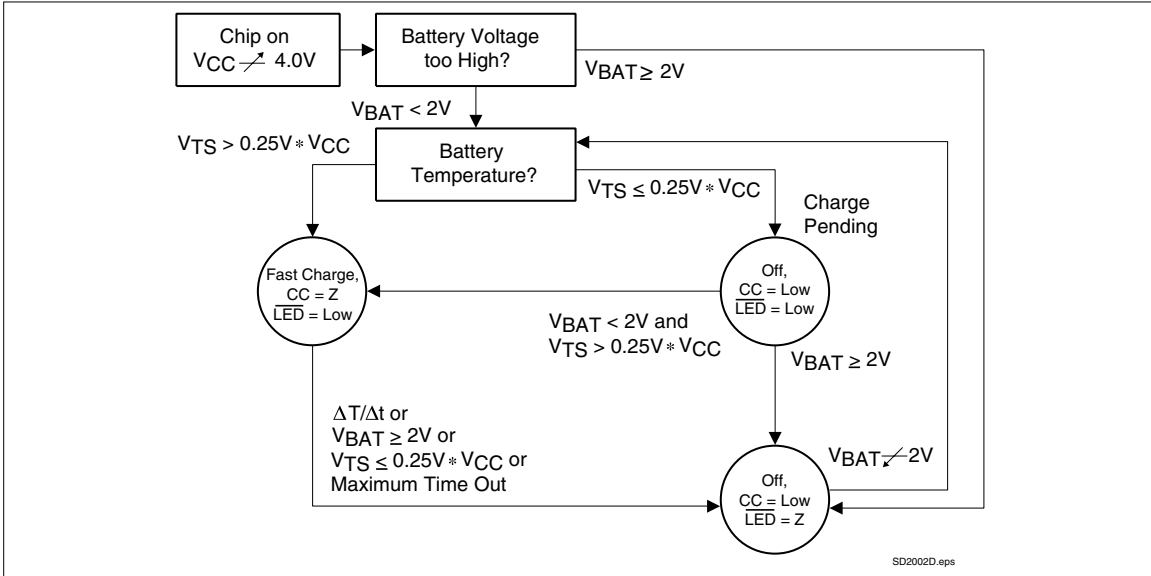 Chip on
VCC ↗ 4.0V
Battery Voltage
too High?
VBAT ≥ 2V
VBAT < 2V
VTS > 0.25V * VCC
Battery
Temperature?
VTS ≤ 0.25V * VCC
Charge
Pending
Fast Charge,
CC = Z
L̅E̅D̅ = Low
Off,
CC = Low
L̅E̅D̅ = Low
VBAT < 2V and
VTS > 0.25V * VCC
VBAT ≥ 2V
ΔT/Δt or
VBAT ≥ 2V or
VTS ≤ 0.25V * VCC or
Maximum Time Out
VBAT ↙ 2V
Off,
CC = Low
L̅E̅D̅ = Z
SD2002D.eps